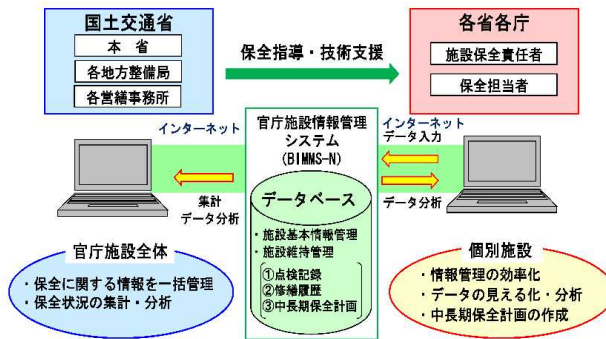 国土交通省
本 省
各地方整備局
各営繕事務所
保全指導・技術支援
各省各庁
施設保全責任者
保全担当者
インターネット
集計
データ分析
官庁施設情報管理
システム
(BIMMS-N)
データベース
・施設基本情報管理
・施設維持管理
①点検記録
②修繕履歴
③中長期保全計画
インターネット
データ入力
データ分析
官庁施設全体
・保全に関する情報を一括管理
・保全状況の集計・分析
個別施設
・情報管理の効率化
・データの見える化・分析
・中長期保全計画の作成